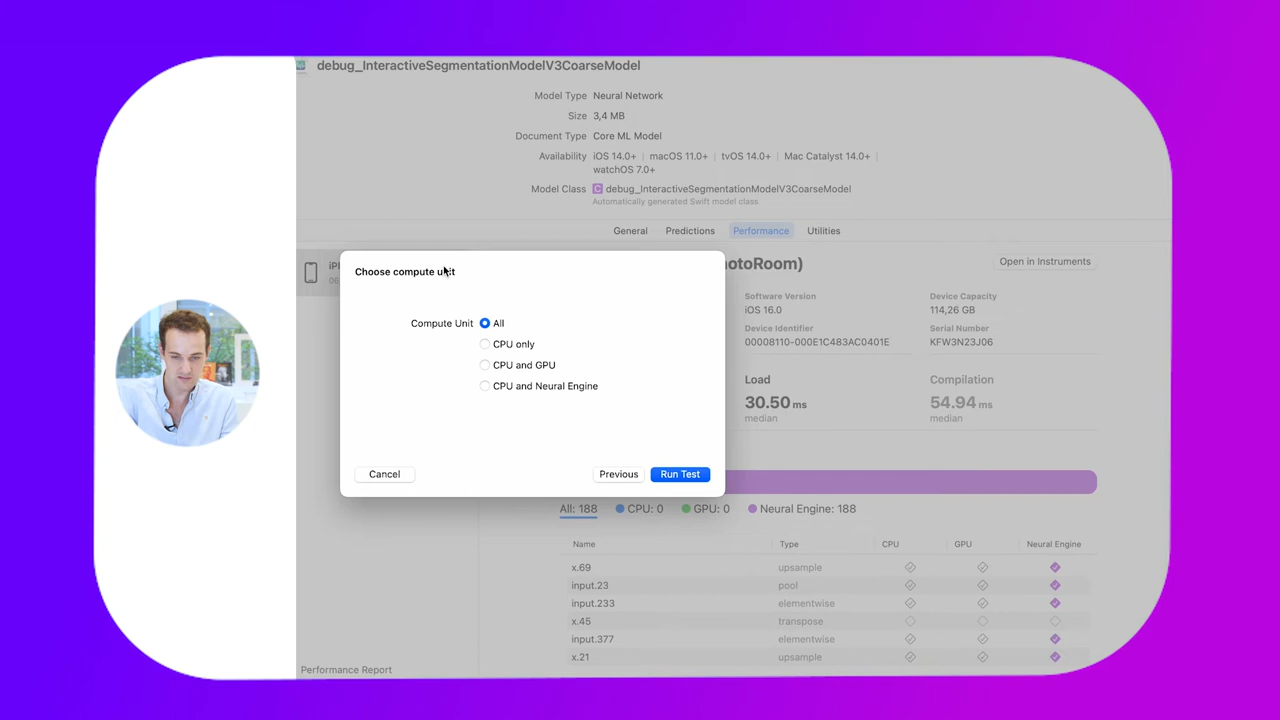 debug_InteractiveSegmentationModelV3CoarseModel
Model Type Neural Network
Size 3,4 MB
Document Type Core ML Model
Availability iOS 14.0+ | macOS 11.0+ | tvOS 14.0+ | Mac Catalyst 14.0+ |
watchOS 7.0+
Model Class C debug_InteractiveSegmentationModelV3CoarseModel
Automatically generated Swift model class
General Predictions Performance Utilities
otoRoom)
Open in Instruments
Choose compute unit
Compute Unit All
CPU only
CPU and GPU
CPU and Neural Engine
Cancel Previous Run Test
Software Version Device Capacity
iOS 16.0 114,26 GB
Device Identifier Serial Number
00008110-000E1C483AC0401E KFW3N23J06
Load Compilation
30.50 ms 54.94 ms
median median
All: 188 CPU: 0 GPU: 0 Neural Engine: 188
Name Type CPU GPU Neural Engine
x.69 upsample
input.23 pool
input.233 elementwise
x.45 transpose
input.377 elementwise
x.21 upsample
Performance Report